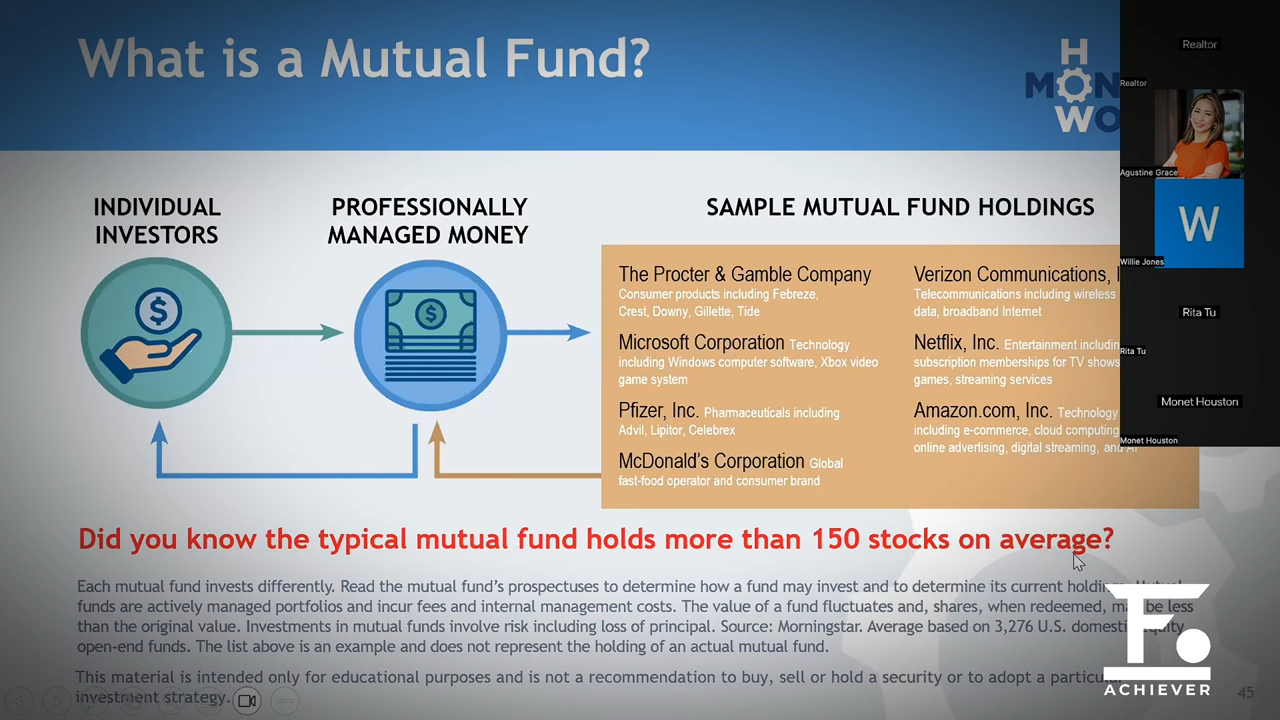 What is a Mutual Fund?
H
MON
WO
Realtor
Realtor
Agustine Grace
W
Willie Jones
Rita Tu
Rita Tu
Monet Houston
Monet Houston
INDIVIDUAL
INVESTORS
PROFESSIONALLY
MANAGED MONEY
SAMPLE MUTUAL FUND HOLDINGS
$
$
The Procter & Gamble Company
Consumer products including Febreze,
Crest, Downy, Gillette, Tide
Microsoft Corporation Technology
including Windows computer software, Xbox video
game system
Pfizer, Inc. Pharmaceuticals including
Advil, Lipitor, Celebrex
McDonald's Corporation Global
fast-food operator and consumer brand
Verizon Communications, I
Telecommunications including wireless
data, broadband Internet
Netflix, Inc. Entertainment includin
subscription memberships for TV shows
games, streaming services
Amazon.com, Inc. Technology
including e-commerce, cloud computing
online advertising, digital streaming, and AI
Did you know the typical mutual fund holds more than 150 stocks on average?
Each mutual fund invests differently. Read the mutual fund's prospectuses to determine how a fund may invest and to determine its current holdings. Mutual
funds are actively managed portfolios and incur fees and internal management costs. The value of a fund fluctuates and, shares, when redeemed, may be less
than the original value. Investments in mutual funds involve risk including loss of principal. Source: Morningstar. Average based on 3,276 U.S. domestic equity
open-end funds. The list above is an example and does not represent the holding of an actual mutual fund.
This material is intended only for educational purposes and is not a recommendation to buy, sell or hold a security or to adopt a particular
investment strategy.
ACHIEVER
45